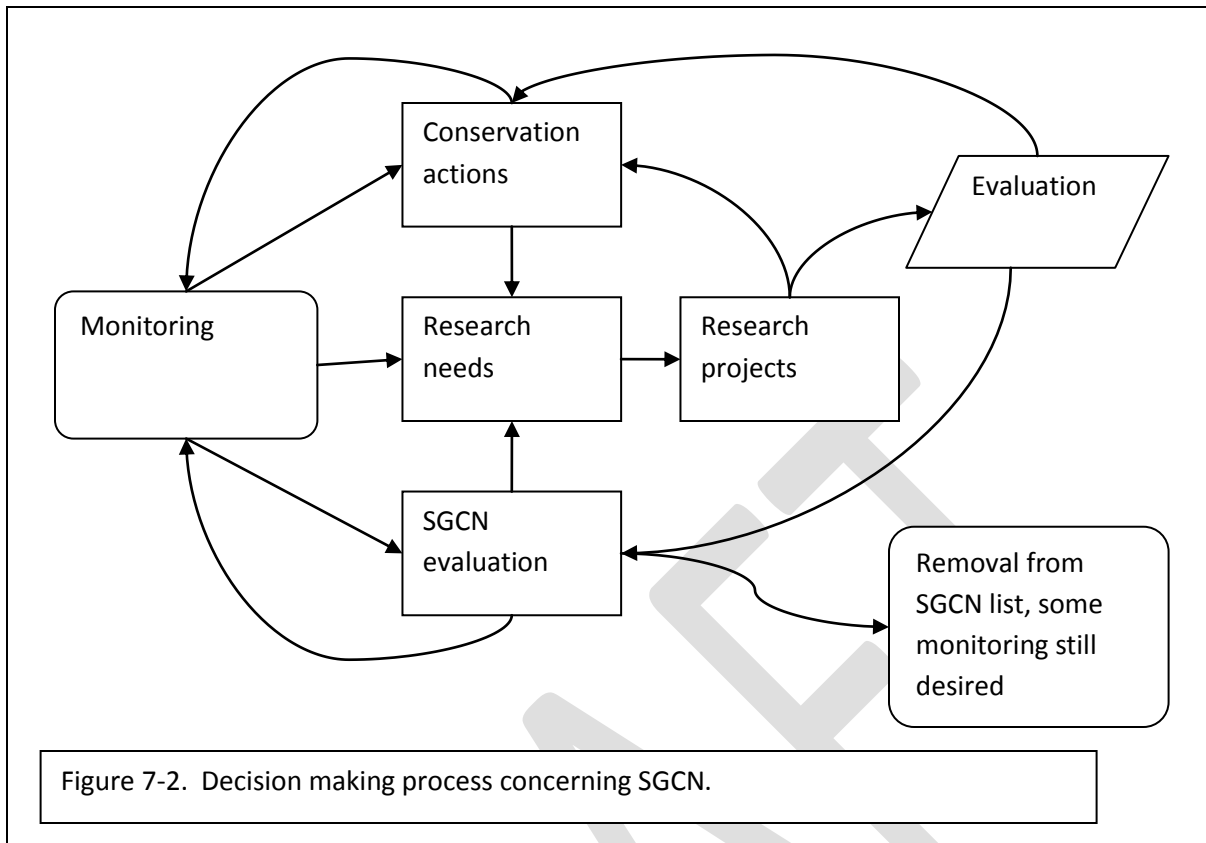 Conservation
actions
Evaluation
Monitoring
Research
needs
Research
projects
SGCN
evaluation
Removal from
SGCN list, some
monitoring still
desired
Figure 7-2.  Decision making process concerning SGCN.